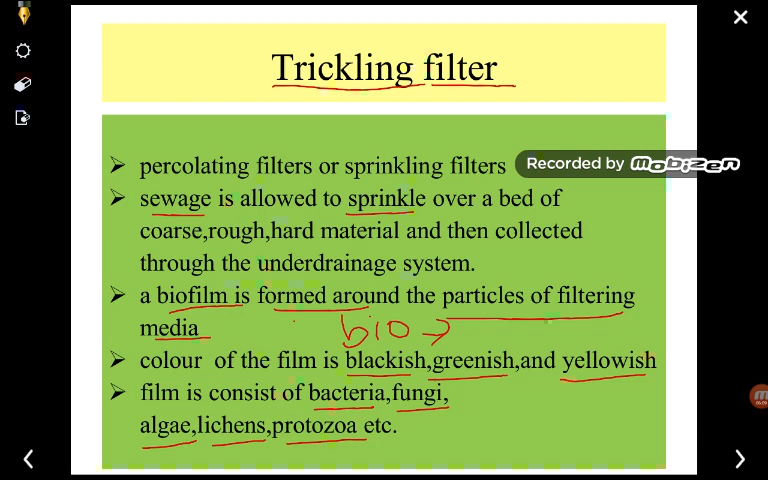 Trickling filter
➢ percolating filters or sprinkling filters
Recorded by Mobizen
➢ sewage is allowed to sprinkle over a bed of
coarse,rough,hard material and then collected
through the underdrainage system.
➢ a biofilm is formed around the particles of filtering
media
bio →
➢ colour of the film is blackish,greenish,and yellowish
➢ film is consist of bacteria,fungi,
algae,lichens,protozoa etc.